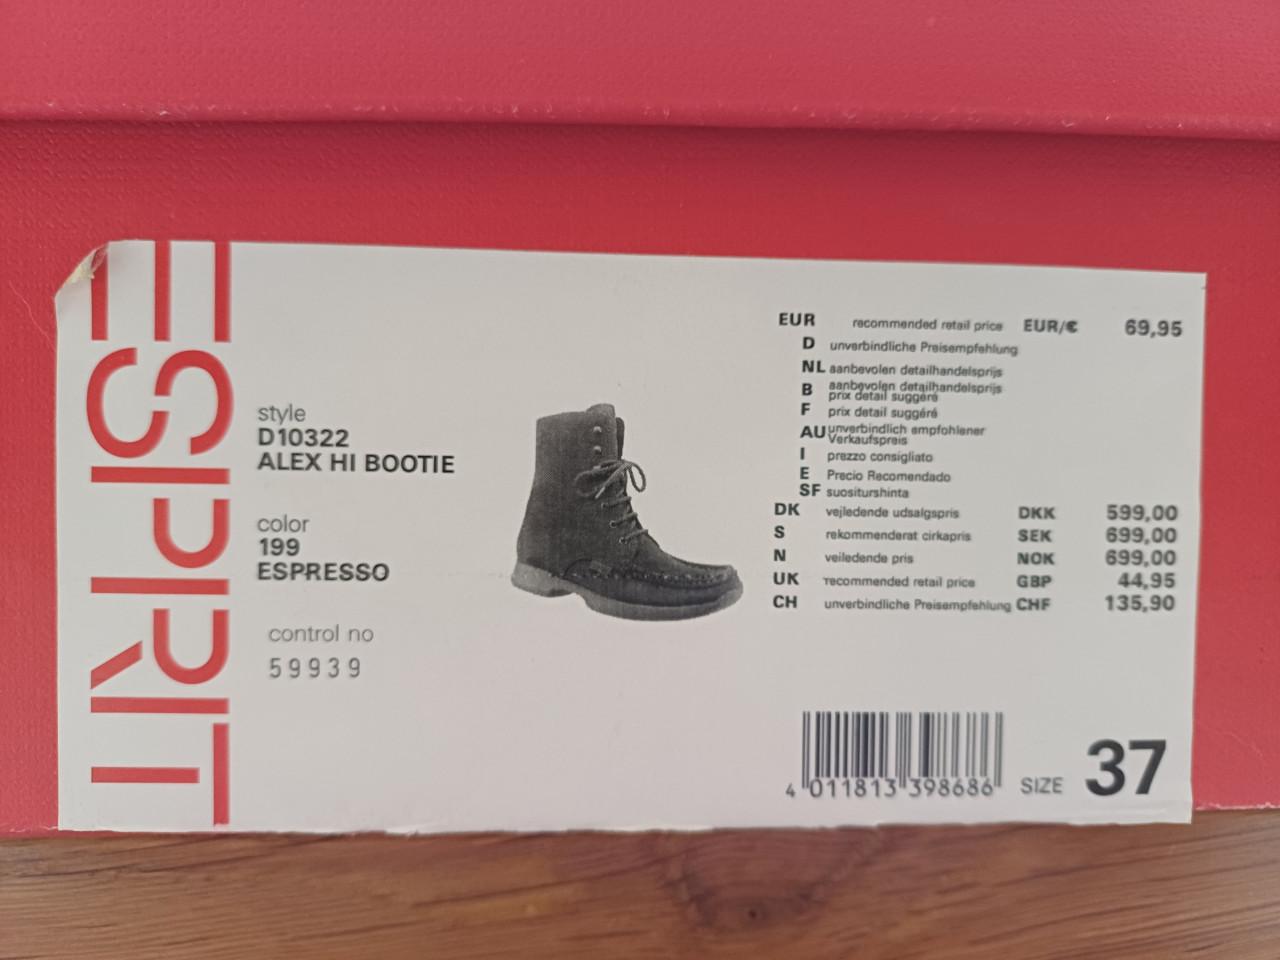 ESPRIT
style
D10322
ALEX HI BOOTIE
color
199
ESPRESSO
control no
59939
EUR recommended retail price EUR/€ 69,95
D unverbindliche Preisempfehlung
NL aanbevolen detailhandelsprijs
B aanbevolen detailhandelsprijs
prix detail suggéré
F prix detail suggéré
AU unverbindlich empfohlener
Verkaufspreis
I prezzo consigliato
E Precio Recomendado
SF suositurshinta
DK vejledende udsalgspris DKK 599,00
S rekommenderat cirkapris SEK 699,00
N veiledende pris NOK 699,00
UK recommended retail price GBP 44,95
CH unverbindliche Preisempfehlung CHF 135,90
4 011813 398686
SIZE 37